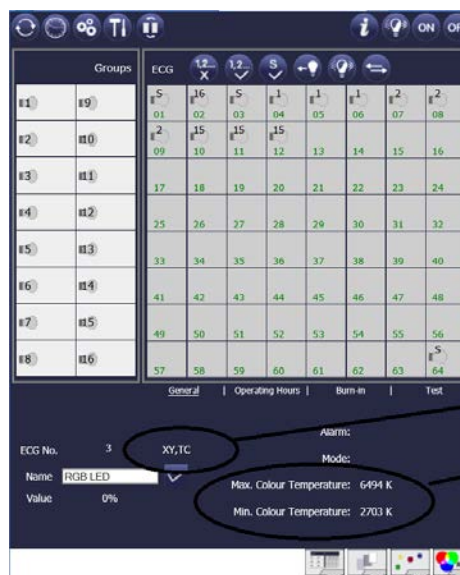 i ON OF
Groups ECG 1,2... X 1,2... S
1 9
2 10
3 11
4 12
5 13
6 14
7 15
8 16
S 16 S 1 1 1 2 2
01 02 03 04 05 06 07 08
2 15 15 15
09 10 11 12 13 14 15 16
17 18 19 20 21 22 23 24
25 26 27 28 29 30 31 32
33 34 35 36 37 38 39 40
41 42 43 44 45 46 47 48
49 50 51 52 53 54 55 56
S
57 58 59 60 61 62 63 64
General | Operating Hours | Burn-in | Test
Alarm:
ECG No. 3 XY,TC
Mode:
Name RGB LED
Max. Colour Temperature: 6494 K
Value 0%
Min. Colour Temperature: 2703 K